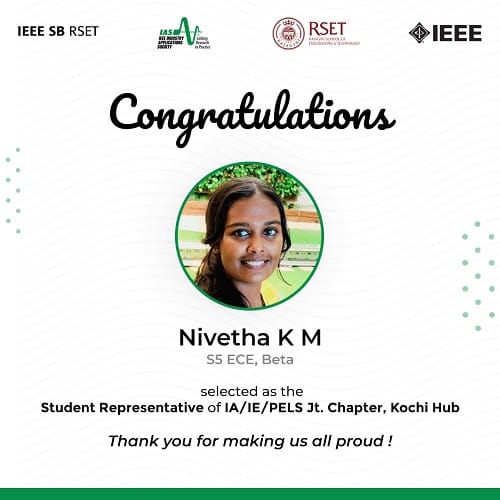 IEEE SB RSET
IAS
IEEE INDUSTRY
APPLICATIONS
SOCIETY
Linking
Research
to Practice
RSET
RAJAGIRI SCHOOL OF
ENGINEERING & TECHNOLOGY
IEEE
Congratulations
Nivetha K M
S5 ECE, Beta
selected as the
Student Representative of IA/IE/PELS Jt. Chapter, Kochi Hub
Thank you for making us all proud !